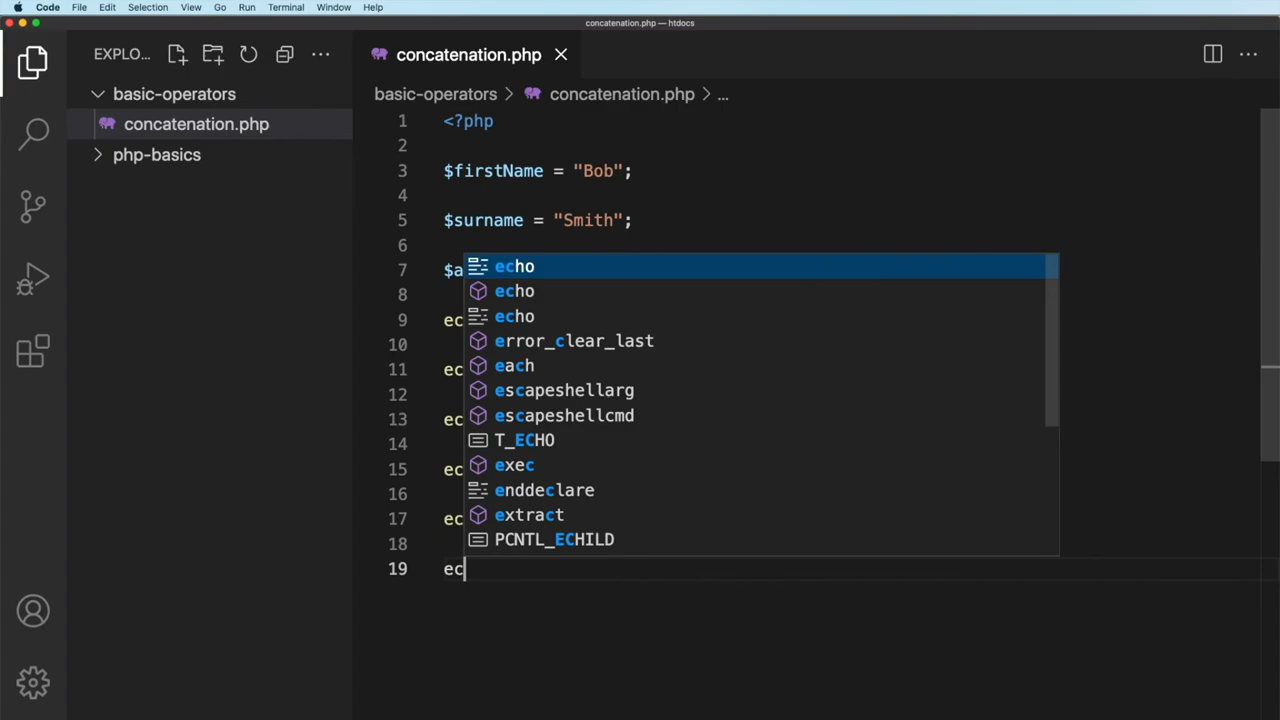 Code File Edit Selection View Go Run Terminal Window Help
concatenation.php — htdocs
EXPLO... concatenation.php
basic-operators basic-operators > concatenation.php > ...
concatenation.php
php-basics
1 <?php
2
3 $firstName = "Bob";
4
5 $surname = "Smith";
6
7 $a
8
9 ec
10
11 ec
12
13 ec
14
15 ec
16
17 ec
18
19 ec
echo
echo
echo
error_clear_last
each
escapeshellarg
escapeshellcmd
T_ECHO
exec
enddeclare
extract
PCNTL_ECHILD